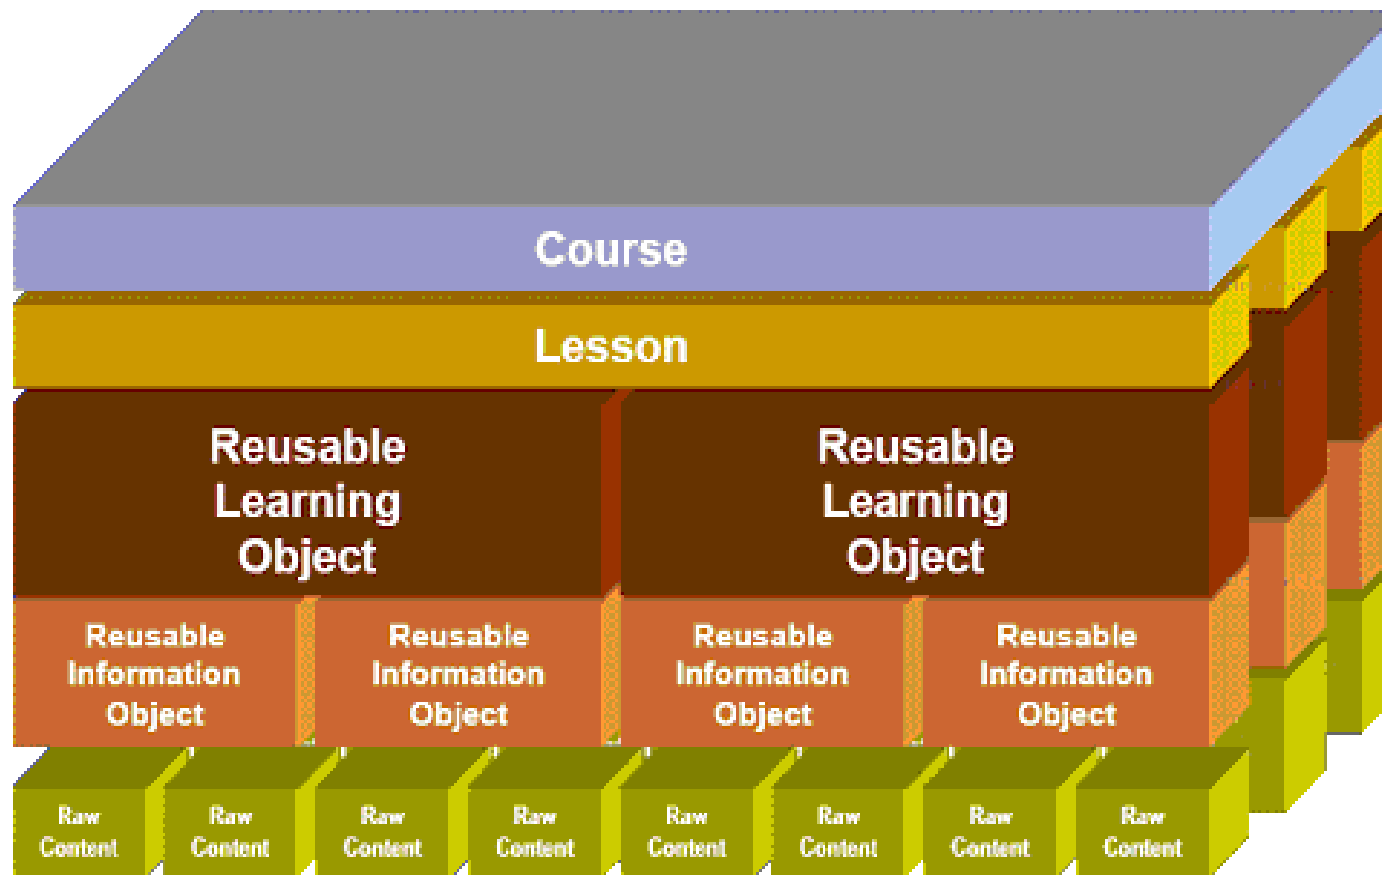 Course
Lesson
Reusable
Learning
Object
Reusable
Learning
Object
Reusable
Information
Object
Reusable
Information
Object
Reusable
Information
Object
Reusable
Information
Object
Raw
Content
Raw
Content
Raw
Content
Raw
Content
Raw
Content
Raw
Content
Raw
Content
Raw
Content